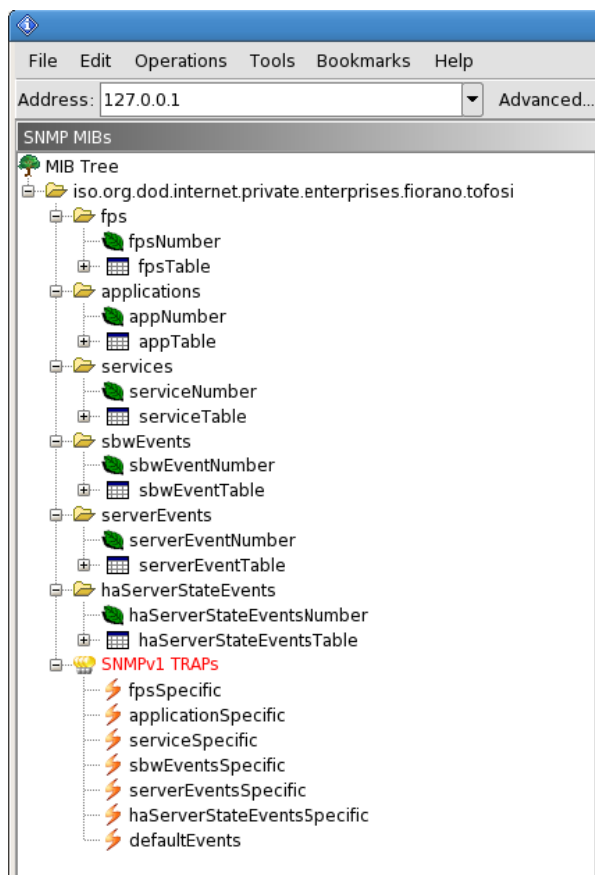 File Edit Operations Tools Bookmarks Help
Address: 127.0.0.1 Advanced...
SNMP MIBs
MIB Tree
iso.org.dod.internet.private.enterprises.fiorano.tofosi
fps
fpsNumber
fpsTable
applications
appNumber
appTable
services
serviceNumber
serviceTable
sbwEvents
sbwEventNumber
sbwEventTable
serverEvents
serverEventNumber
serverEventTable
haServerStateEvents
haServerStateEventsNumber
haServerStateEventsTable
SNMPv1 TRAPs
fpsSpecific
applicationSpecific
serviceSpecific
sbwEventsSpecific
serverEventsSpecific
haServerStateEventsSpecific
defaultEvents